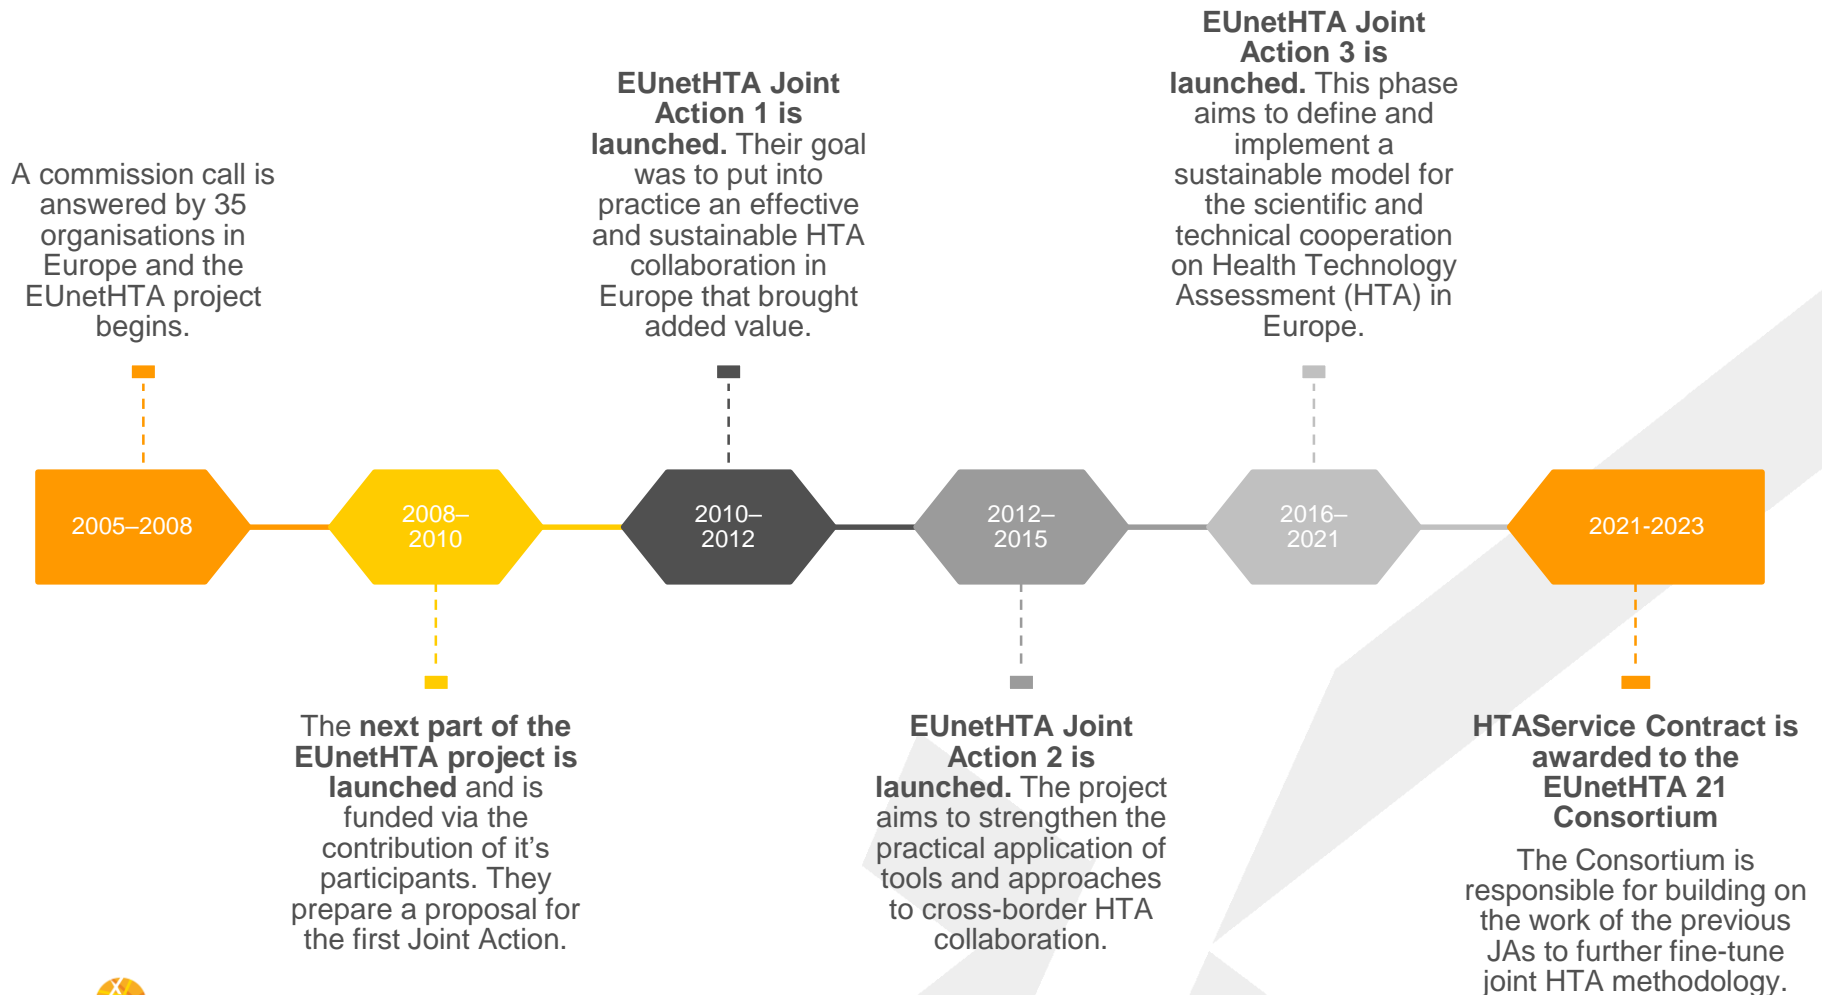 A commission call is
answered by 35
organisations in
Europe and the
EUnetHTA project
begins.
EUnetHTA Joint
Action 1 is
launched. Their goal
was to put into
practice an effective
and sustainable HTA
collaboration in
Europe that brought
added value.
EUnetHTA Joint
Action 3 is
launched. This phase
aims to define and
implement a
sustainable model for
the scientific and
technical cooperation
on Health Technology
Assessment (HTA) in
Europe.
2005–2008
2008–
2010
2010–
2012
2012–
2015
2016–
2021
2021-2023
The next part of the
EUnetHTA project is
launched and is
funded via the
contribution of it's
participants. They
prepare a proposal for
the first Joint Action.
EUnetHTA Joint
Action 2 is
launched. The project
aims to strengthen the
practical application of
tools and approaches
to cross-border HTA
collaboration.
HTAService Contract is
awarded to the
EUnetHTA 21
Consortium
The Consortium is
responsible for building on
the work of the previous
JAs to further fine-tune
joint HTA methodology.